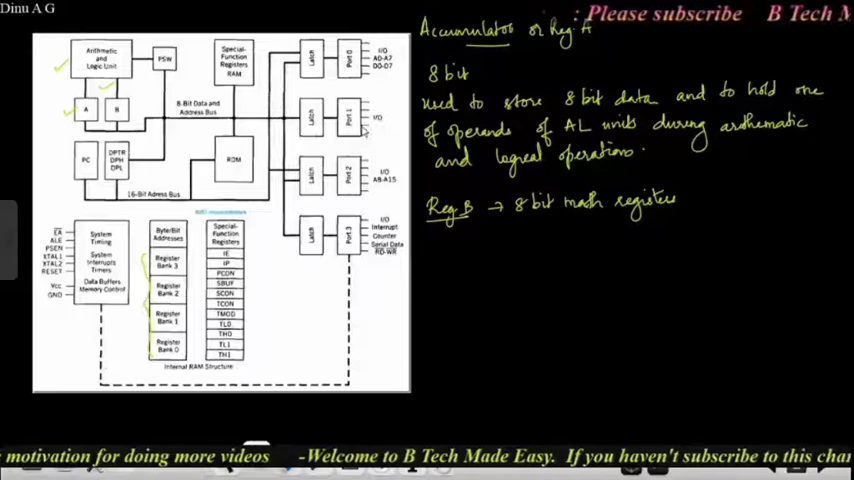 Dinu A G
: Please subscribe B Tech M
Arithmetic
and
Logic Unit
PSW
A
B
Special-
Function
Registers
RAM
8-Bit Data and
Address Bus
PC
DPTR
DPH
DPL
ROM
16-Bit Adress Bus
Latch
Port 0
I/O
A0-A7
D0-D7
Latch
Port 1
I/O
Latch
Port 2
I/O
A8-A15
Latch
Port 3
I/O
Interrupt
Counter
Serial Data
RD-WR
EA
ALE
PSEN
XTAL1
XTAL2
RESET
Vcc
GND
System
Timing
System
Interrupts
Timers
Data Buffers
Memory Control
Byte/Bit
Addresses
Register
Bank 3
Register
Bank 2
Register
Bank 1
Register
Bank 0
Special-
Function
Registers
IE
IP
PCON
SBUF
SCON
TCON
TMOD
TL0
TH0
TL1
TH1
Internal RAM Structure
Accumulator or Reg. A
8 bit
used to store 8 bit data and to hold one
of operands of AL units during arthematic
and logical operations.
Reg B → 8 bit math registers
e motivation for doing more videos -Welcome to B Tech Made Easy. If you haven't subscribe to this chan